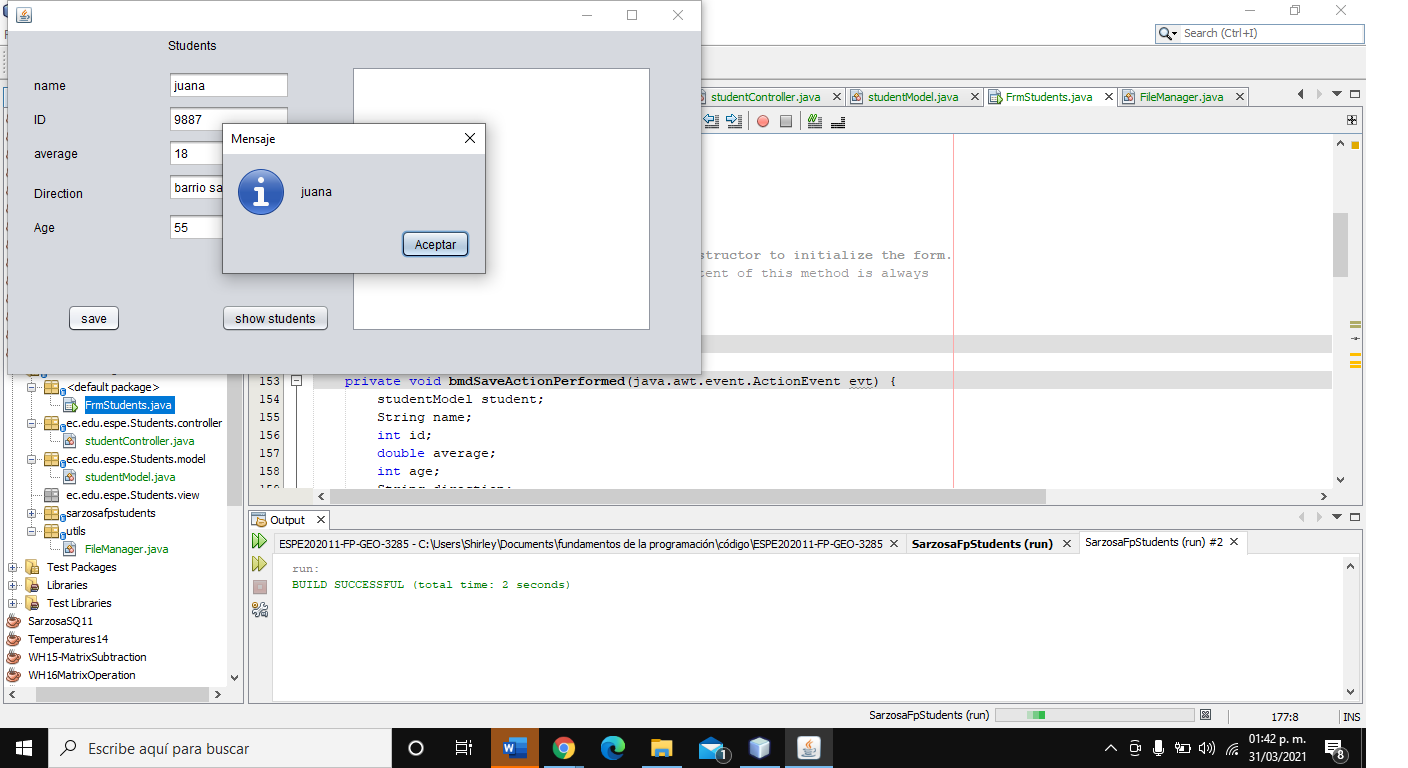 Students
name
juana
ID
9887
average
18
Direction
barrio sa
Age
55
save
show students
Mensaje
juana
Aceptar
Search (Ctrl+I)
studentController.java
studentModel.java
FrmStudents.java
FileManager.java
structor to initialize the form.
tent of this method is always
153 private void bmdSaveActionPerformed(java.awt.event.ActionEvent evt) {
154 studentModel student;
155 String name;
156 int id;
157 double average;
158 int age;
159 String direction;
<default package>
FrmStudents.java
ec.edu.espe.Students.controller
studentController.java
ec.edu.espe.Students.model
studentModel.java
ec.edu.espe.Students.view
sarzosafpstudents
utils
FileManager.java
Test Packages
Libraries
Test Libraries
SarzosaSQ11
Temperatures14
WH15-MatrixSubtraction
WH16MatrixOperation
Output
ESPE202011-FP-GEO-3285 - C:\Users\Shirley\Documents\fundamentos de la programación\código\ESPE202011-FP-GEO-3285
SarzosaFpStudents (run)
SarzosaFpStudents (run) #2
run:
BUILD SUCCESSFUL (total time: 2 seconds)
SarzosaFpStudents (run)
177:8
INS
Escribe aquí para buscar
1
01:42 p. m.
31/03/2021
8